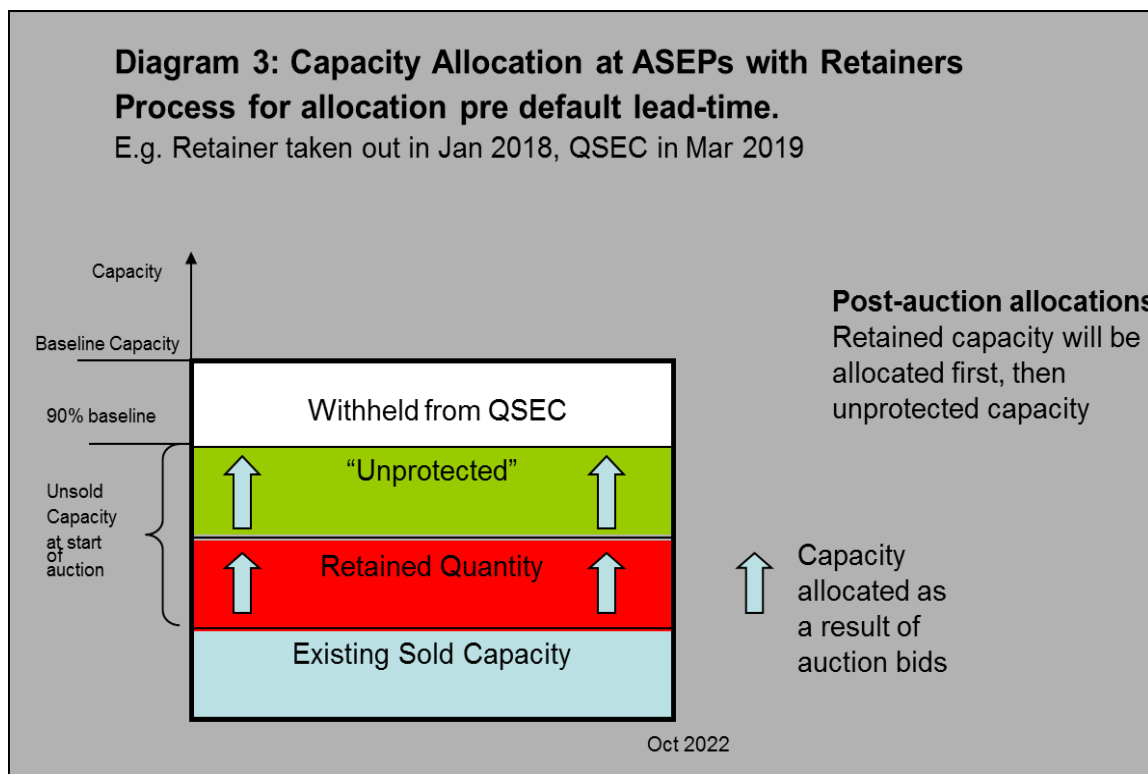 Diagram 3: Capacity Allocation at ASEPs with Retainers
Process for allocation pre default lead-time.
E.g. Retainer taken out in Jan 2018, QSEC in Mar 2019
Capacity
Baseline Capacity
90% baseline
Unsold
Capacity
at start
of
auction
Withheld from QSEC
“Unprotected”
Retained Quantity
Existing Sold Capacity
Oct 2022
Post-auction allocations
Retained capacity will be
allocated first, then
unprotected capacity
Capacity
allocated as
a result of
auction bids